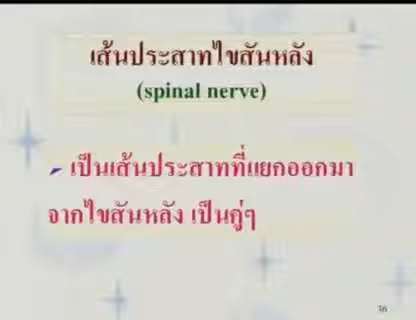 เส้นประสาทไขสันหลัง
(spinal nerve)
เป็นเส้นประสาทที่แยกออกมา
จากไขสันหลัง เป็นคู่ๆ
36